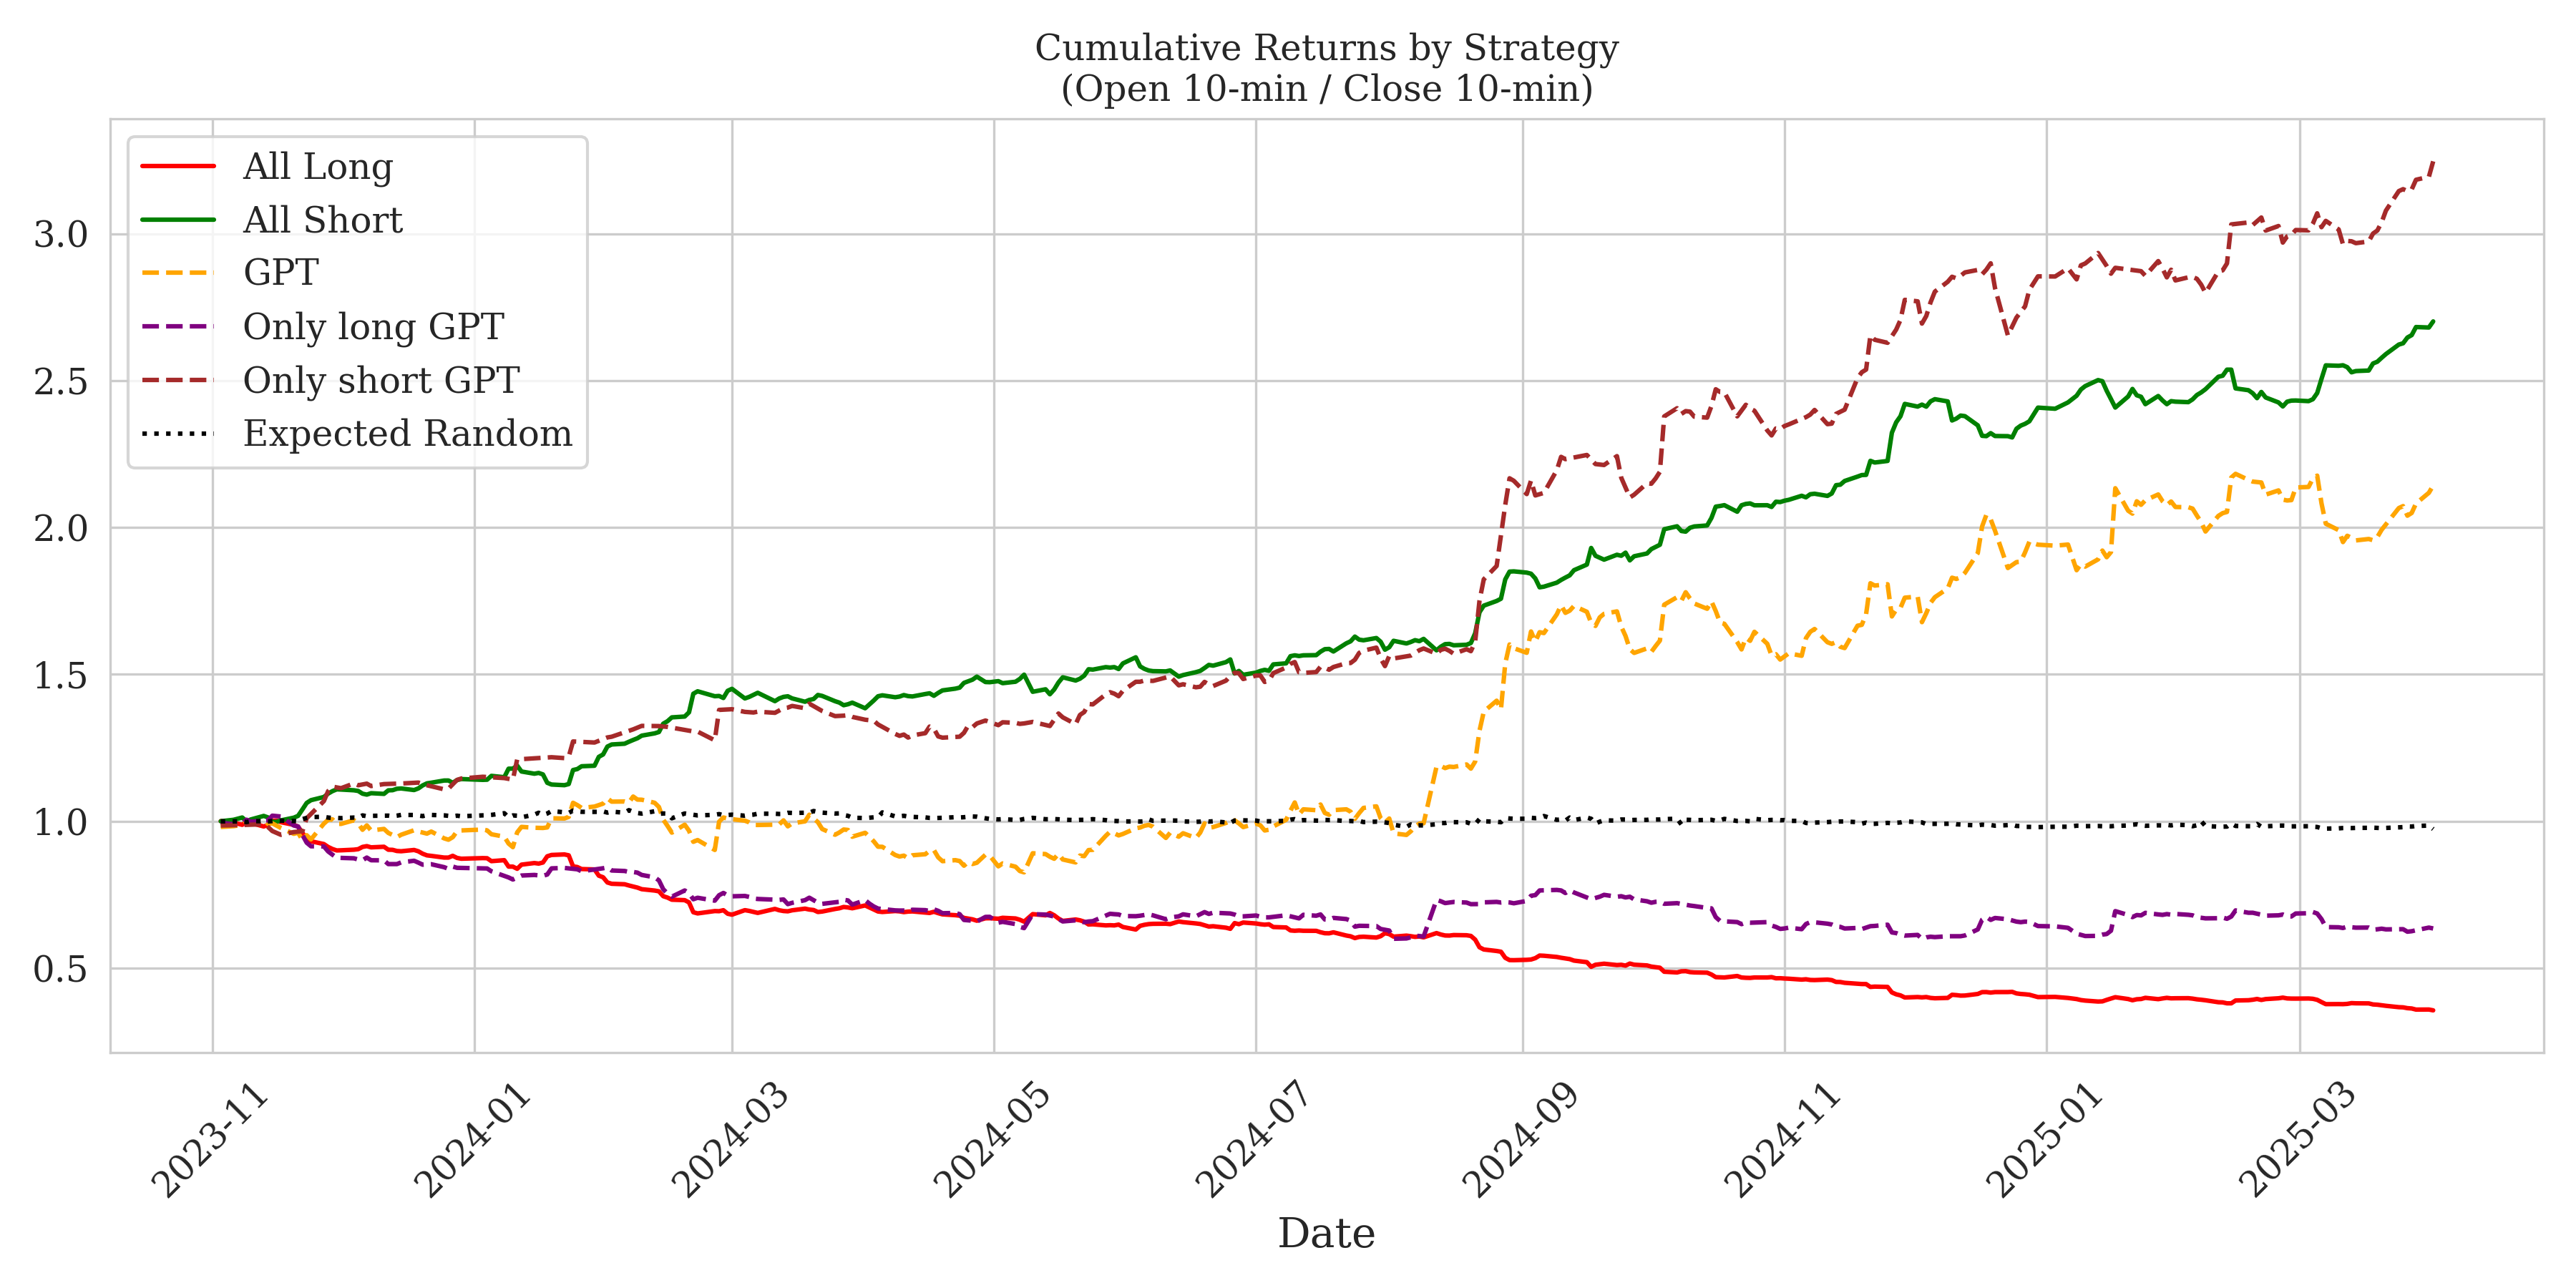 Cumulative Returns by Strategy
(Open 10-min / Close 10-min)
All Long
All Short
GPT
Only long GPT
Only short GPT
Expected Random
3.0
2.5
2.0
1.5
1.0
0.5
2023-11
2024-01
2024-03
2024-05
2024-07
2024-09
2024-11
2025-01
2025-03
Date